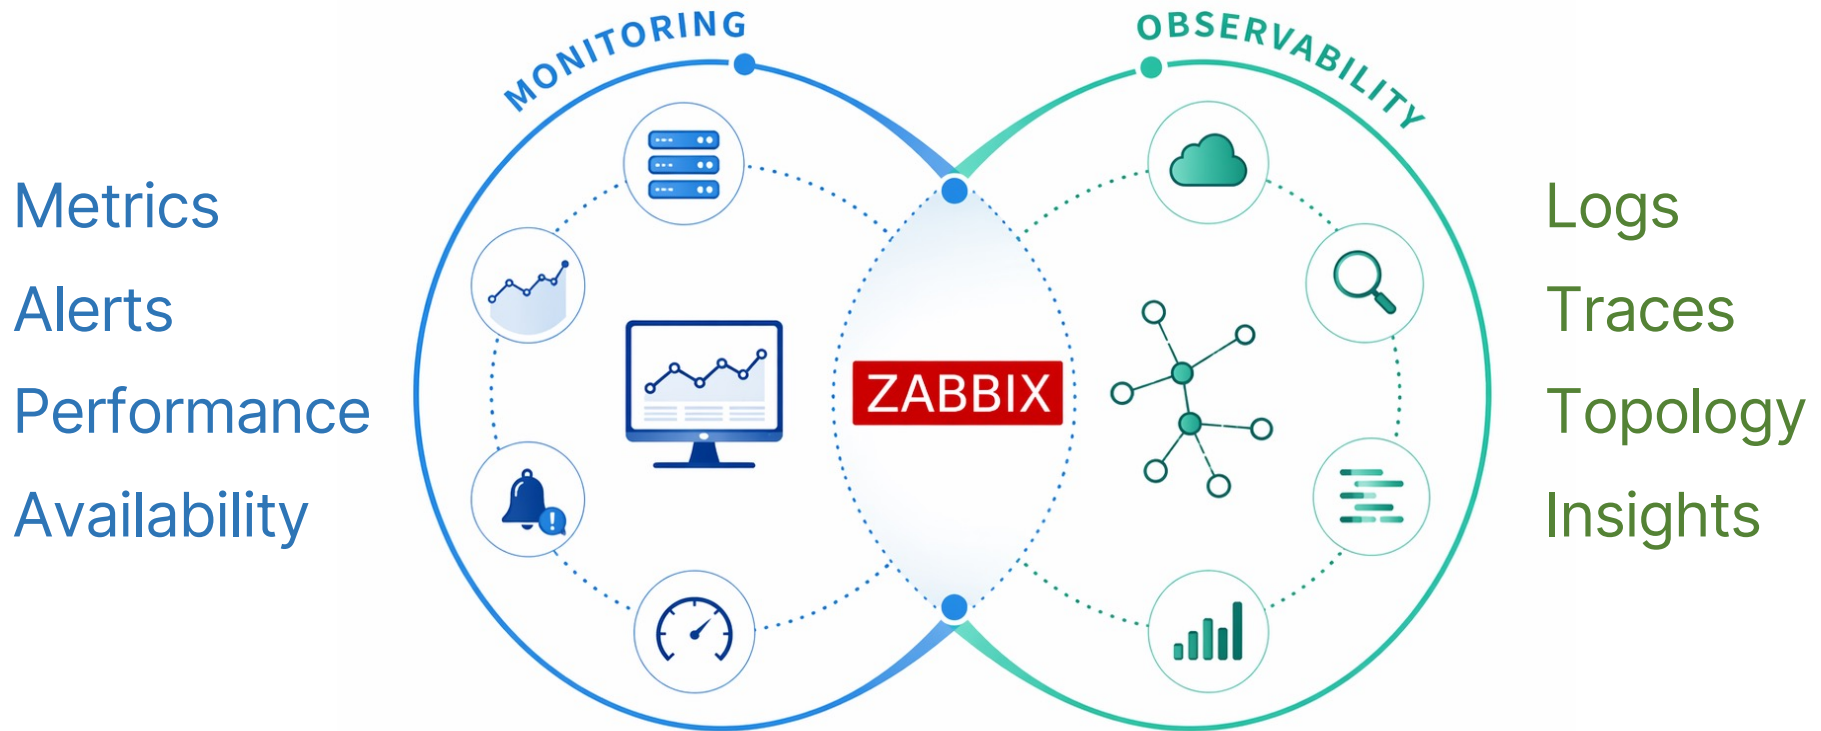 MONITORING
OBSERVABILITY
Metrics
Alerts
Performance
Availability
ZABBIX
Logs
Traces
Topology
Insights